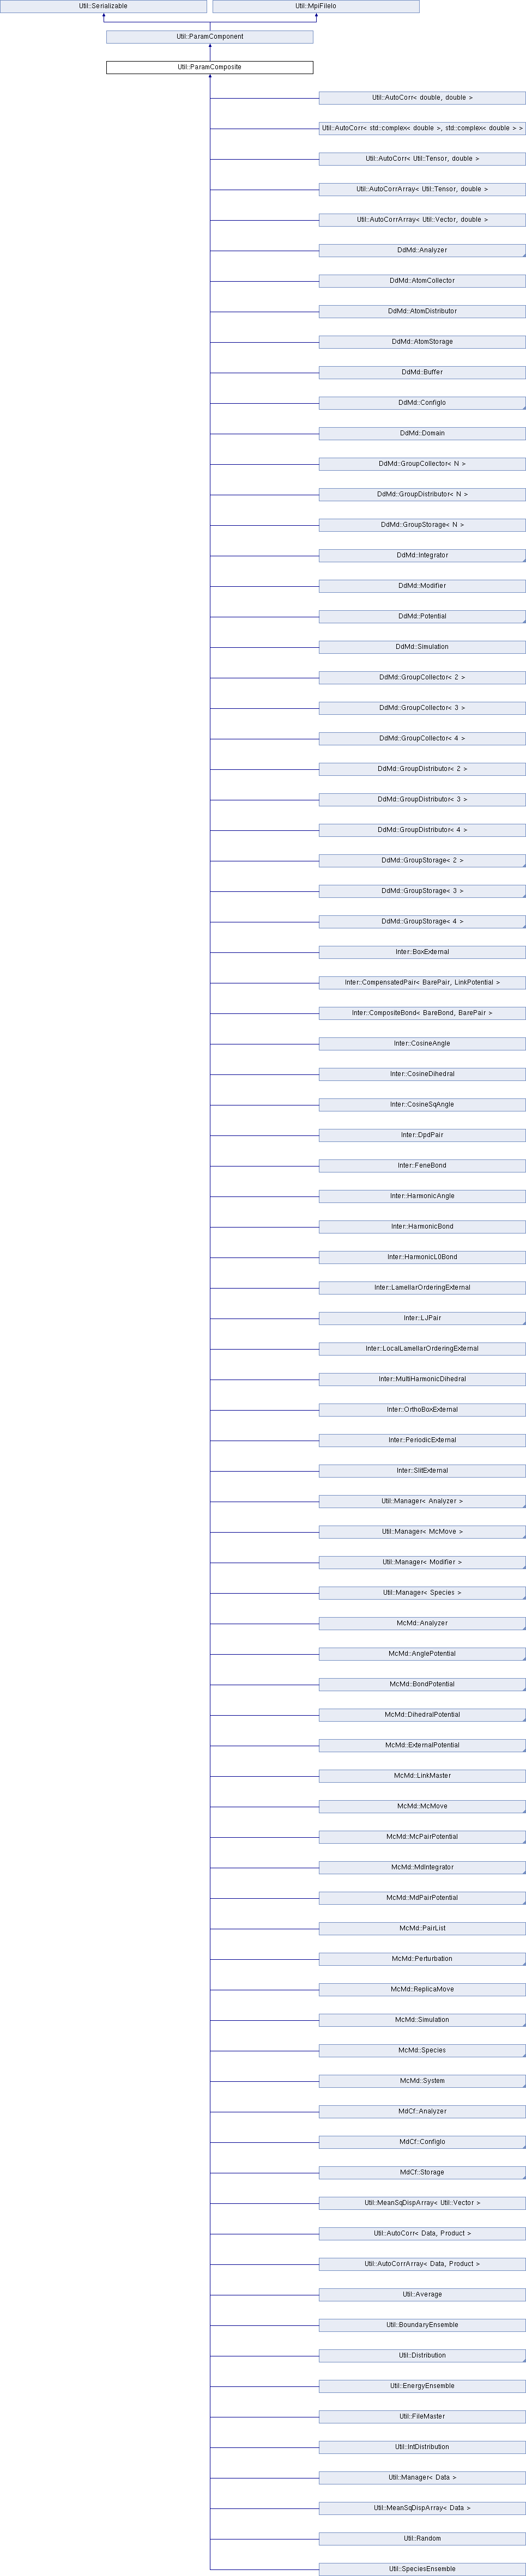 Util::Serializable
Util::MpiFileIo
Util::ParamComponent
Util::ParamComposite
Util::AutoCorr< double, double >
Util::AutoCorr< std::complex< double >, std::complex< double > >
Util::AutoCorr< Util::Tensor, double >
Util::AutoCorrArray< Util::Tensor, double >
Util::AutoCorrArray< Util::Vector, double >
DdMd::Analyzer
DdMd::AtomCollector
DdMd::AtomDistributor
DdMd::AtomStorage
DdMd::Buffer
DdMd::ConfigIo
DdMd::Domain
DdMd::GroupCollector< N >
DdMd::GroupDistributor< N >
DdMd::GroupStorage< N >
DdMd::Integrator
DdMd::Modifier
DdMd::Potential
DdMd::Simulation
DdMd::GroupCollector< 2 >
DdMd::GroupCollector< 3 >
DdMd::GroupCollector< 4 >
DdMd::GroupDistributor< 2 >
DdMd::GroupDistributor< 3 >
DdMd::GroupDistributor< 4 >
DdMd::GroupStorage< 2 >
DdMd::GroupStorage< 3 >
DdMd::GroupStorage< 4 >
Inter::BoxExternal
Inter::CompensatedPair< BarePair, LinkPotential >
Inter::CompositeBond< BareBond, BarePair >
Inter::CosineAngle
Inter::CosineDihedral
Inter::CosineSqAngle
Inter::DpdPair
Inter::FeneBond
Inter::HarmonicAngle
Inter::HarmonicBond
Inter::HarmonicL0Bond
Inter::LamellarOrderingExternal
Inter::LJPair
Inter::LocalLamellarOrderingExternal
Inter::MultiHarmonicDihedral
Inter::OrthoBoxExternal
Inter::PeriodicExternal
Inter::SlitExternal
Util::Manager< Analyzer >
Util::Manager< McMove >
Util::Manager< Modifier >
Util::Manager< Species >
McMd::Analyzer
McMd::AnglePotential
McMd::BondPotential
McMd::DihedralPotential
McMd::ExternalPotential
McMd::LinkMaster
McMd::McMove
McMd::McPairPotential
McMd::MdIntegrator
McMd::MdPairPotential
McMd::PairList
McMd::Perturbation
McMd::ReplicaMove
McMd::Simulation
McMd::Species
McMd::System
MdCf::Analyzer
MdCf::ConfigIo
MdCf::Storage
Util::MeanSqDispArray< Util::Vector >
Util::AutoCorr< Data, Product >
Util::AutoCorrArray< Data, Product >
Util::Average
Util::BoundaryEnsemble
Util::Distribution
Util::EnergyEnsemble
Util::FileMaster
Util::IntDistribution
Util::Manager< Data >
Util::MeanSqDispArray< Data >
Util::Random
Util::SpeciesEnsemble